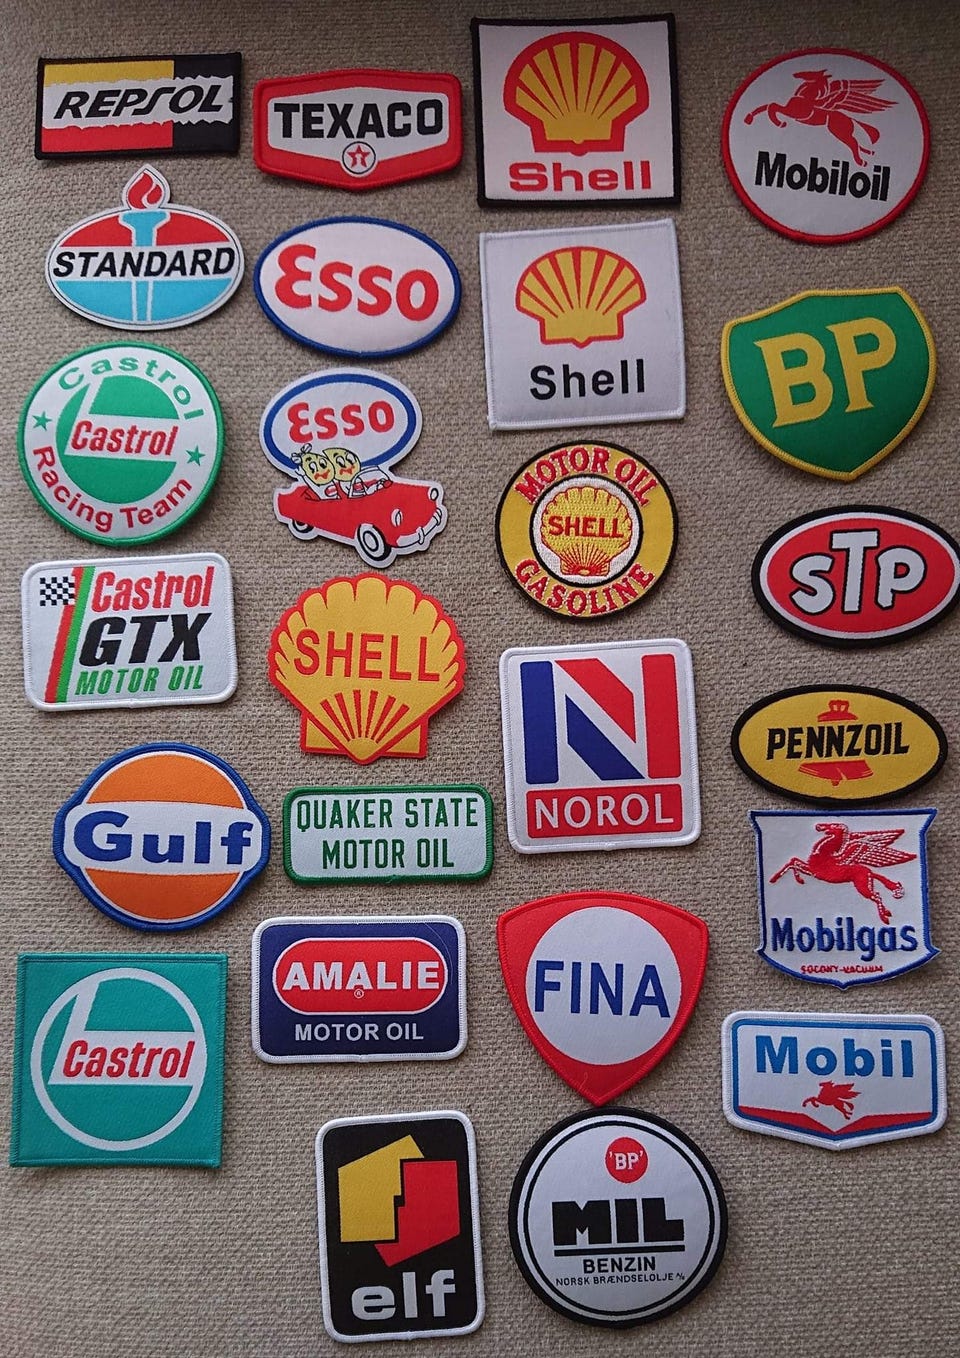 REPSOL
TEXACO
T
Shell
Mobiloil
STANDARD
Esso
Shell
BP
Castrol
Castrol
Racing Team
Esso
MOTOR OIL
SHELL
GASOLINE
STP
Castrol
GTX
MOTOR OIL
SHELL
N
NOROL
PENNZOIL
Gulf
QUAKER STATE
MOTOR OIL
Mobilgas
SOCONY-VACUUM
Castrol
AMALIE
®
MOTOR OIL
FINA
Mobil
elf
'BP'
MIL
BENZIN
NORSK BRÆNDSELOLJE A/S